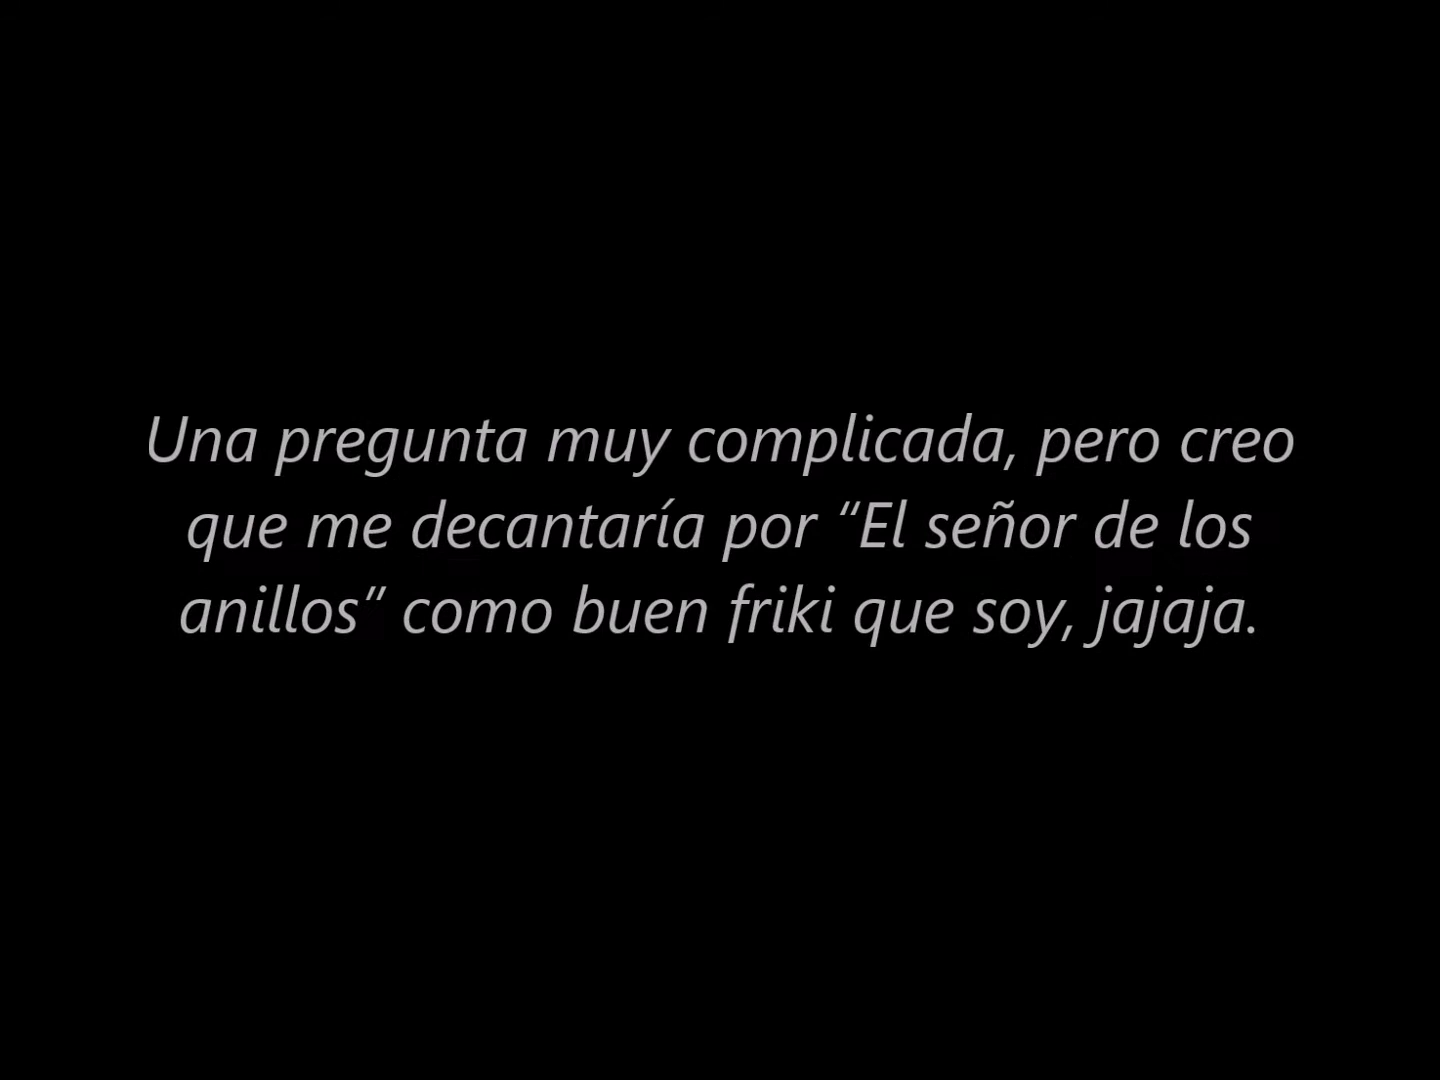 Una pregunta muy complicada, pero creo
que me decantaría por “El señor de los
anillos” como buen friki que soy, jajaja.